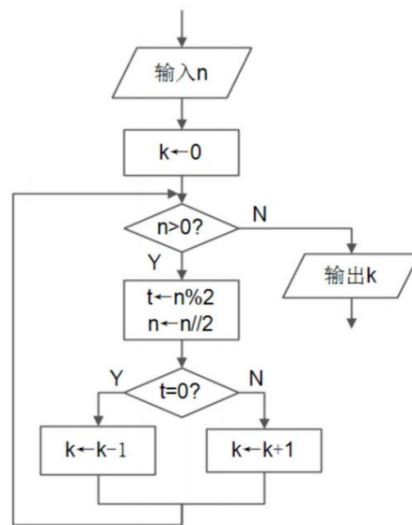 输入n
k←0
n>0?
N
Y
输出k
t←n%2
n←n//2
Y
t=0?
N
k←k-1
k←k+1